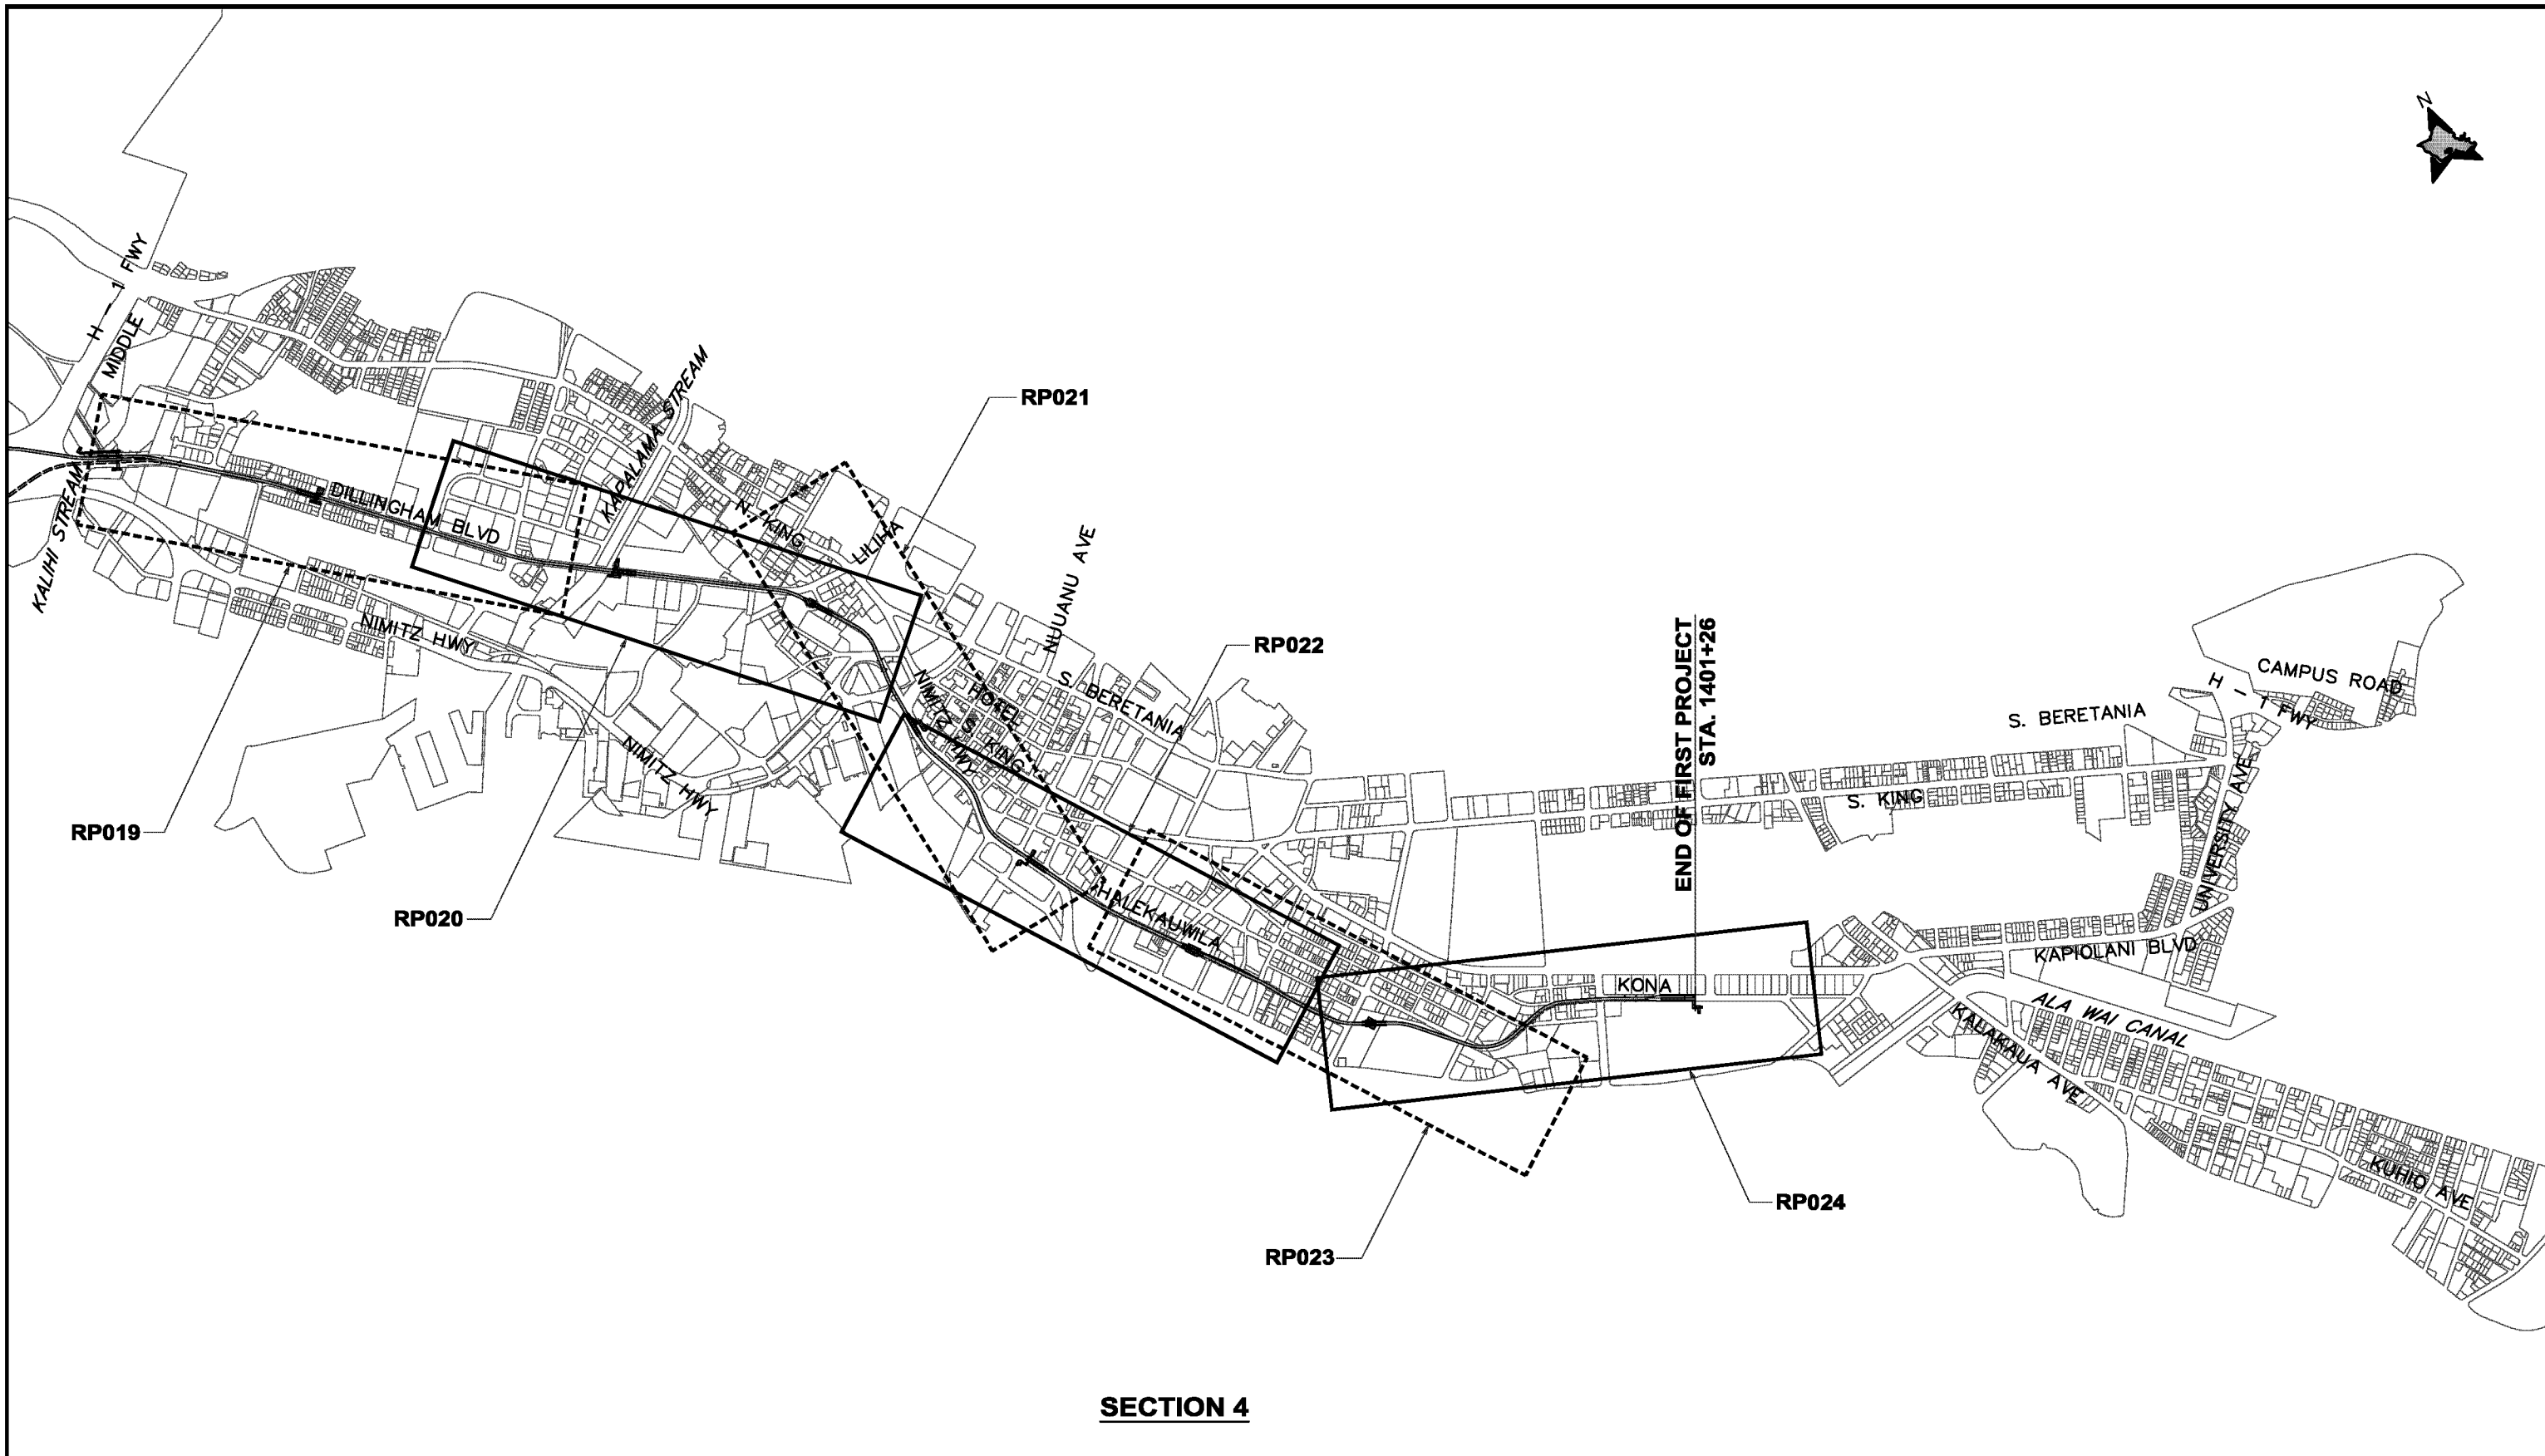 N
H – 1 FWY
MIDDLE
KALIHI STREAM
DILLINGHAM BLVD
KAPALAMA STREAM
RP021
N. KING
LILIHA
NUUANU AVE
NIMITZ HWY
RP019
RP020
NIMITZ HWY
NIMITZ HWY
HOTEL
S. KING
S. BERETANIA
RP022
HALEKAUWILA
END OF FIRST PROJECT
STA. 1401+26
KONA
RP023
RP024
S. BERETANIA
S. KING
CAMPUS ROAD
H – 1 FWY
UNIVERSITY AVE
KAPIOLANI BLVD
ALA WAI CANAL
KALAKAUA AVE
KUHIO AVE
SECTION 4